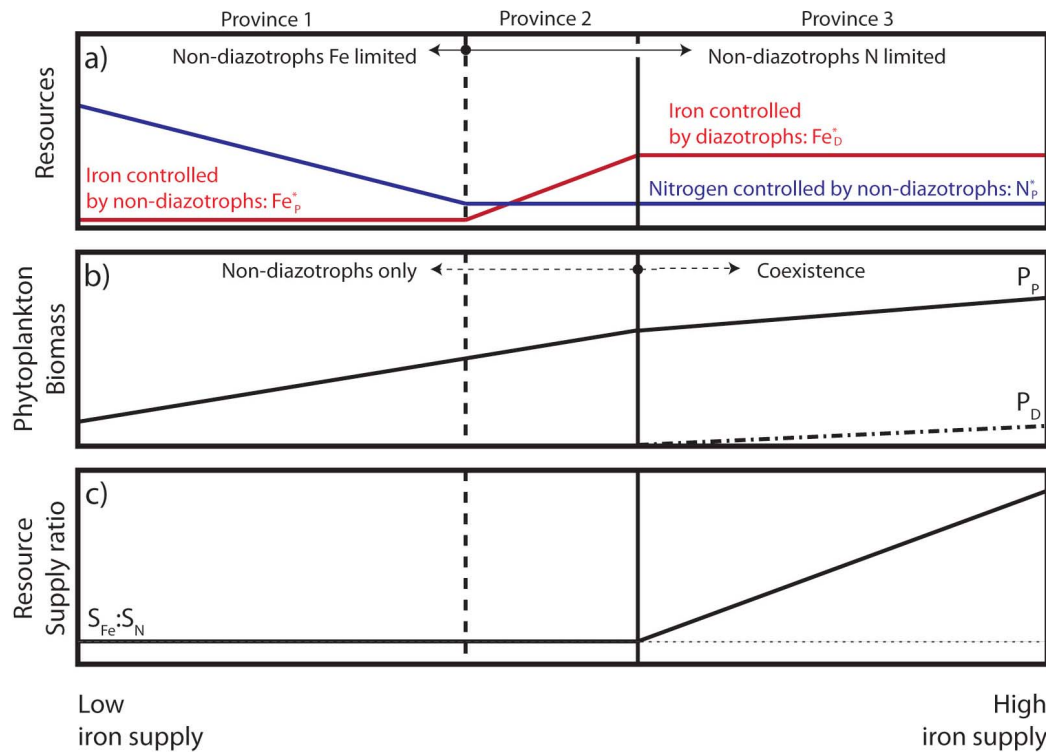 Province 1
Province 2
Province 3
a)
Non-diazotrophs Fe limited
Non-diazotrophs N limited
Resources
Iron controlled
by diazotrophs: Fe*D
Iron controlled
by non-diazotrophs: Fe*P
Nitrogen controlled by non-diazotrophs: N*P
b)
Non-diazotrophs only
Coexistence
Phytoplankton
Biomass
PP
PD
c)
Resource
Supply ratio
SFe:SN
Low
iron supply
High
iron supply